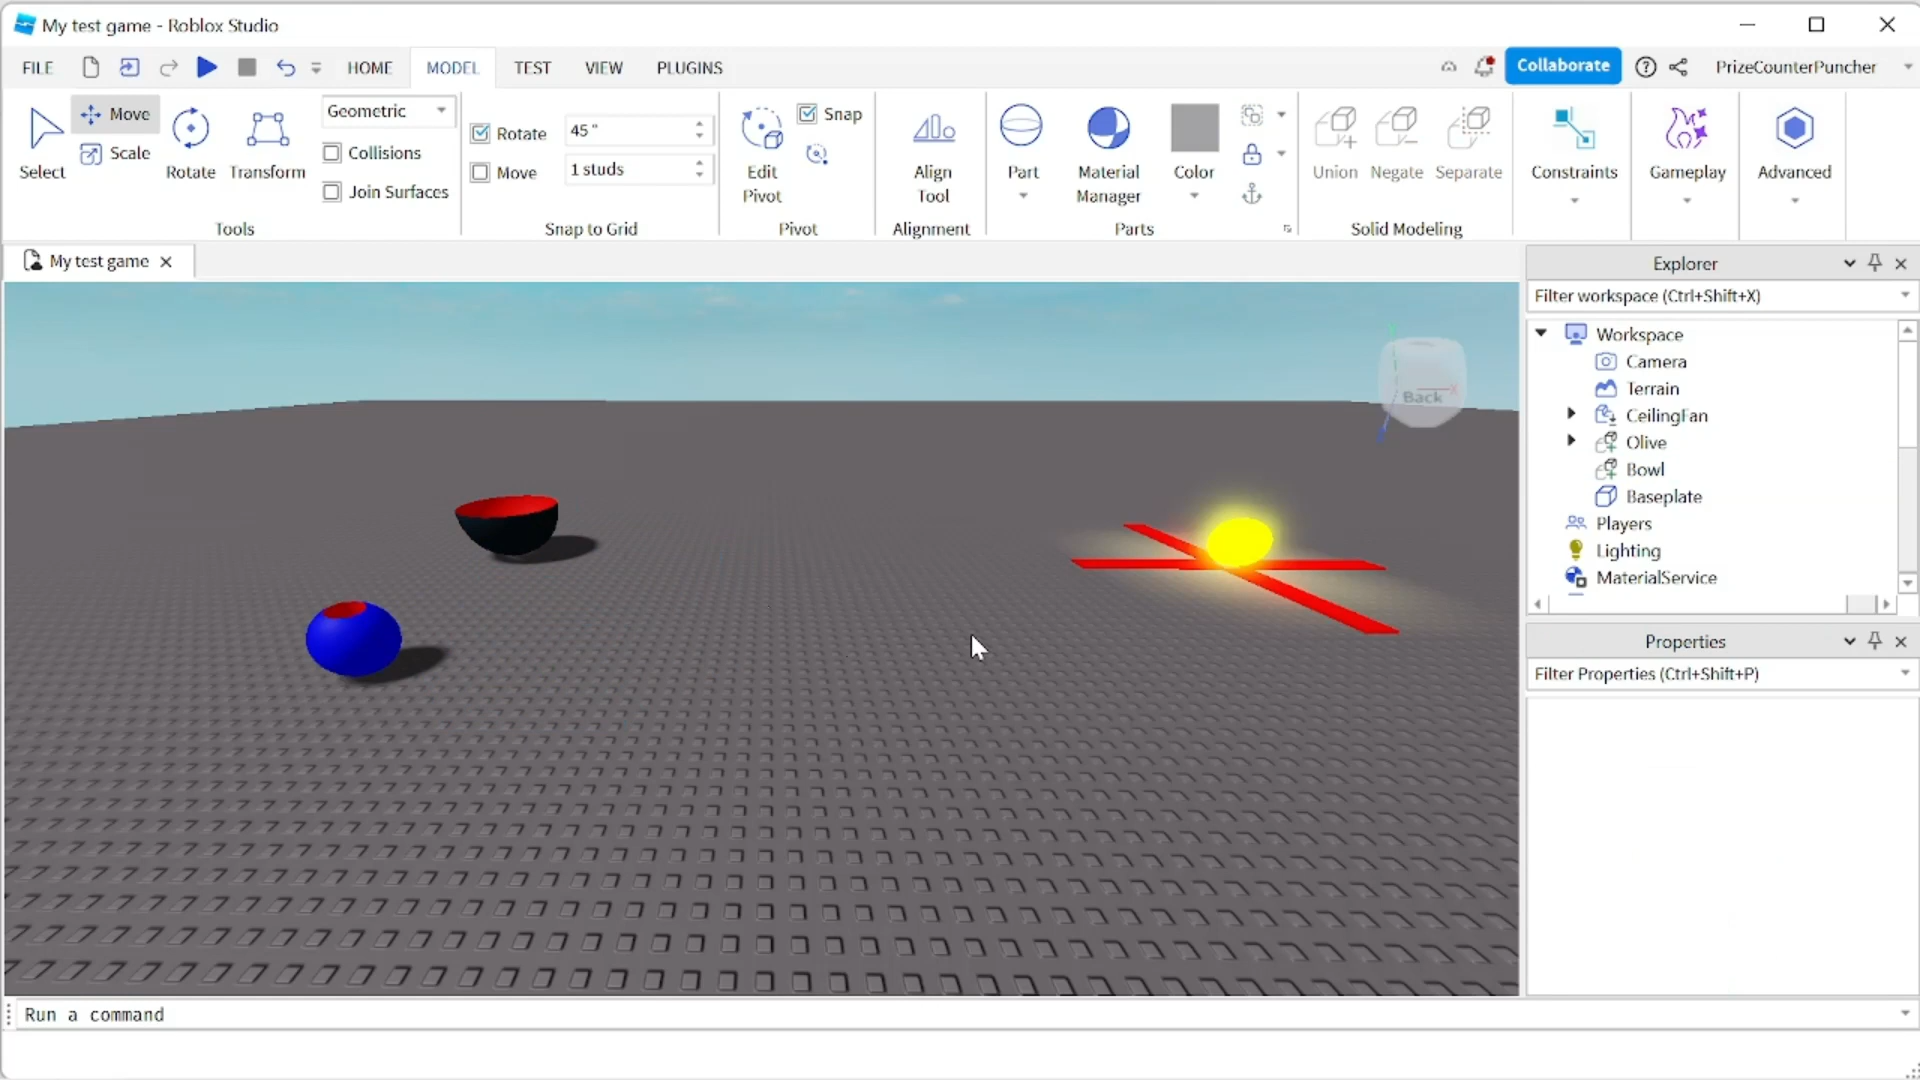 My test game - Roblox Studio
FILE HOME MODEL TEST VIEW PLUGINS Collaborate PrizeCounterPuncher
Move Geometric Snap
Rotate 45 °
Collisions
Scale
Move 1 studs
Select Rotate Transform Edit Pivot Align Tool Part Material Manager Color Union Negate Separate Constraints Gameplay Advanced
Join Surfaces
Tools Snap to Grid Pivot Alignment Parts Solid Modeling
My test game
Explorer
Filter workspace (Ctrl+Shift+X)
Workspace
Camera
Terrain
CeilingFan
Olive
Bowl
Baseplate
Players
Lighting
MaterialService
Back
Properties
Filter Properties (Ctrl+Shift+P)
Run a command